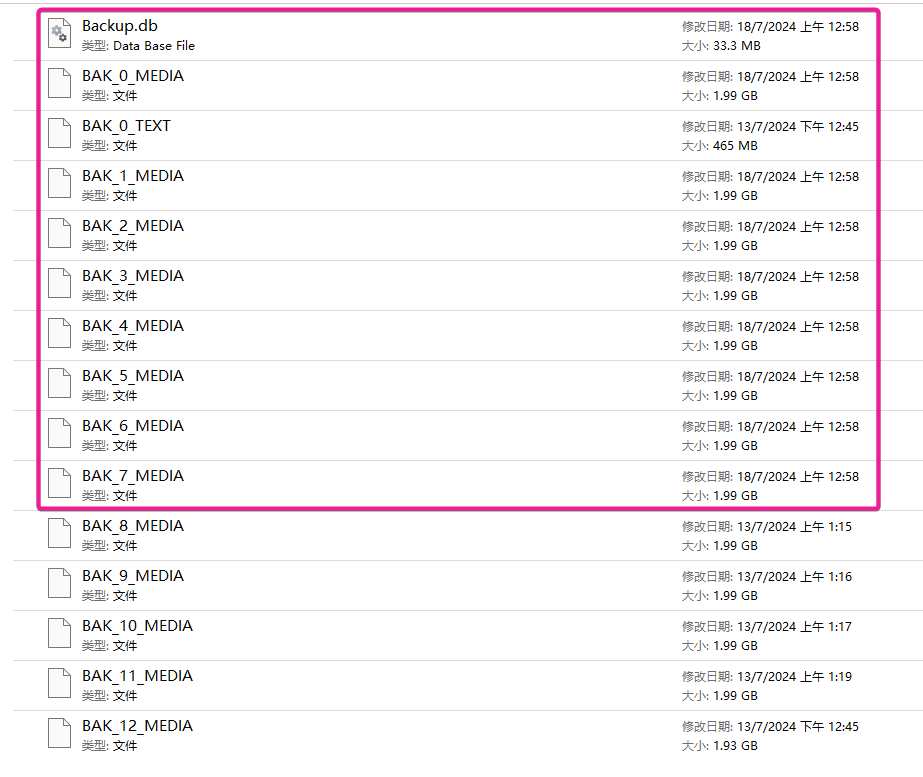 Backup.db
修改日期: 18/7/2024 上午 12:58
类型: Data Base File
大小: 33.3 MB
BAK_0_MEDIA
修改日期: 18/7/2024 上午 12:58
类型: 文件
大小: 1.99 GB
BAK_0_TEXT
修改日期: 13/7/2024 下午 12:45
类型: 文件
大小: 465 MB
BAK_1_MEDIA
修改日期: 18/7/2024 上午 12:58
类型: 文件
大小: 1.99 GB
BAK_2_MEDIA
修改日期: 18/7/2024 上午 12:58
类型: 文件
大小: 1.99 GB
BAK_3_MEDIA
修改日期: 18/7/2024 上午 12:58
类型: 文件
大小: 1.99 GB
BAK_4_MEDIA
修改日期: 18/7/2024 上午 12:58
类型: 文件
大小: 1.99 GB
BAK_5_MEDIA
修改日期: 18/7/2024 上午 12:58
类型: 文件
大小: 1.99 GB
BAK_6_MEDIA
修改日期: 18/7/2024 上午 12:58
类型: 文件
大小: 1.99 GB
BAK_7_MEDIA
修改日期: 18/7/2024 上午 12:58
类型: 文件
大小: 1.99 GB
BAK_8_MEDIA
修改日期: 13/7/2024 上午 1:15
类型: 文件
大小: 1.99 GB
BAK_9_MEDIA
修改日期: 13/7/2024 上午 1:16
类型: 文件
大小: 1.99 GB
BAK_10_MEDIA
修改日期: 13/7/2024 上午 1:17
类型: 文件
大小: 1.99 GB
BAK_11_MEDIA
修改日期: 13/7/2024 上午 1:19
类型: 文件
大小: 1.99 GB
BAK_12_MEDIA
修改日期: 13/7/2024 下午 12:45
类型: 文件
大小: 1.93 GB